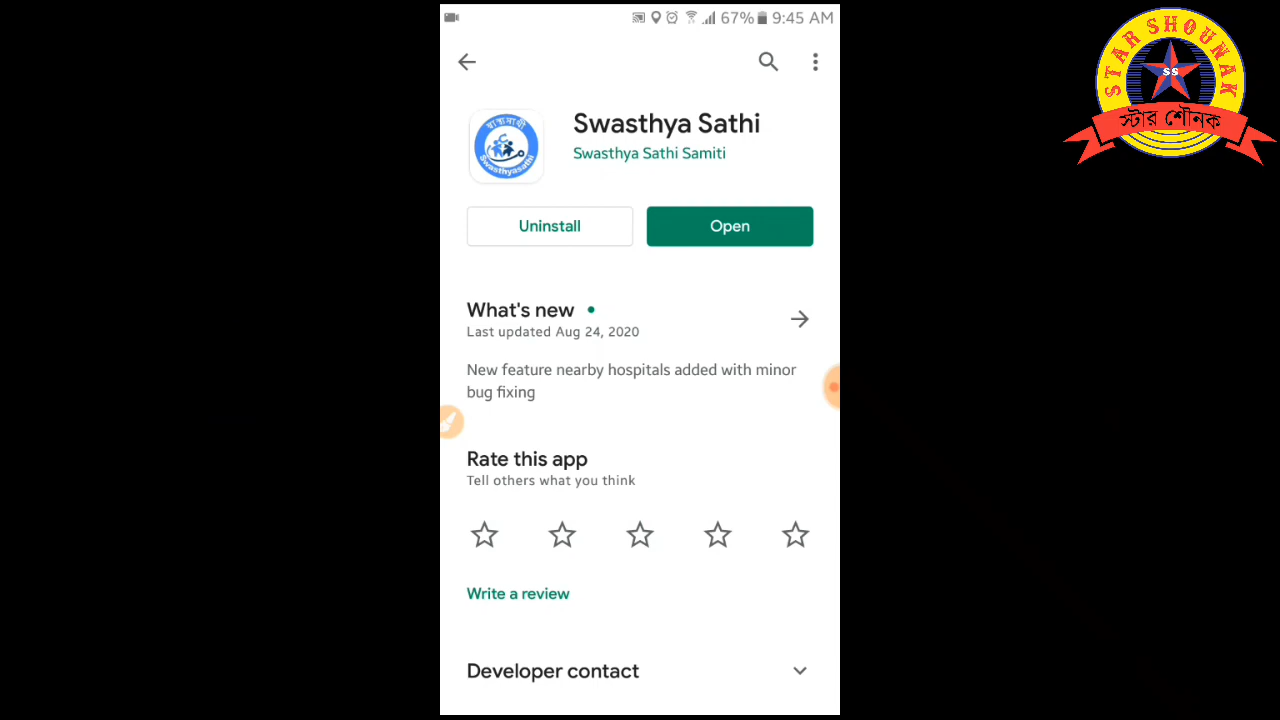 67% 9:45 AM
STAR SHOUNAK
SS
স্টার শৌনক
Swasthya Sathi
স্বাস্থ্যসাথী
Swasthyasathi
Swasthya Sathi Samiti
Uninstall
Open
What's new
Last updated Aug 24, 2020
New feature nearby hospitals added with minor
bug fixing
Rate this app
Tell others what you think
Write a review
Developer contact